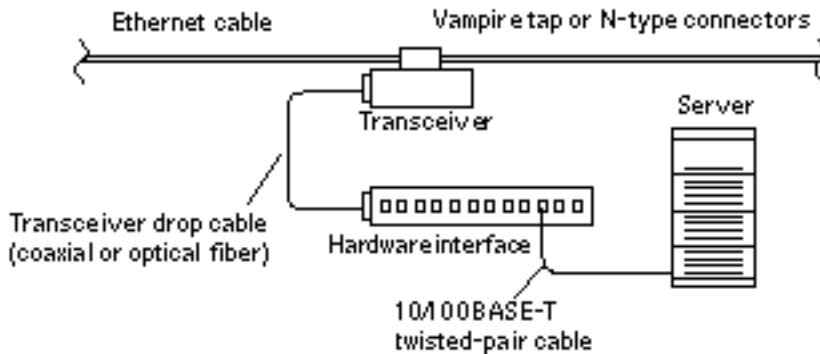 Ethernet cable
Vampire tap or N-type connectors
Transceiver
Server
Transceiver drop cable
(coaxial or optical fiber)
Hardware interface
10/100BASE-T
twisted-pair cable